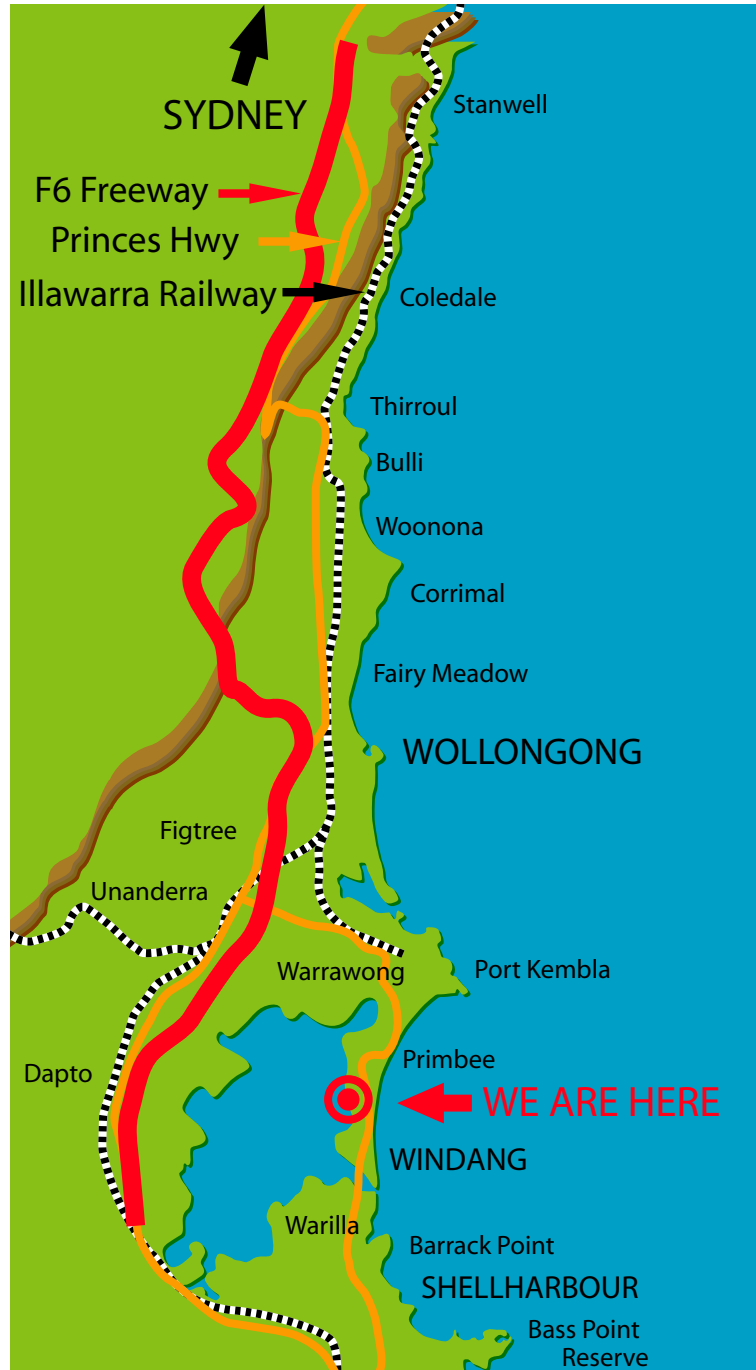 SYDNEY
Stanwell
F6 Freeway
Princes Hwy
Illawarra Railway
Coledale
Thirroul
Bulli
Woonona
Corrimal
Fairy Meadow
WOLLONGONG
Figtree
Unanderra
Warrawong
Port Kembla
Primbee
Dapto
WE ARE HERE
WINDANG
Warilla
Barrack Point
SHELLHARBOUR
Bass Point
Reserve